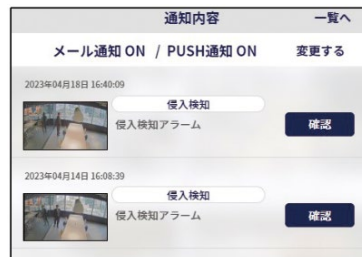 通知内容 一覧へ
メール通知 ON / PUSH通知 ON 変更する
2023年04月18日 16:40:09
侵入検知
侵入検知アラーム 確認
2023年04月14日 16:08:39
侵入検知
侵入検知アラーム 確認